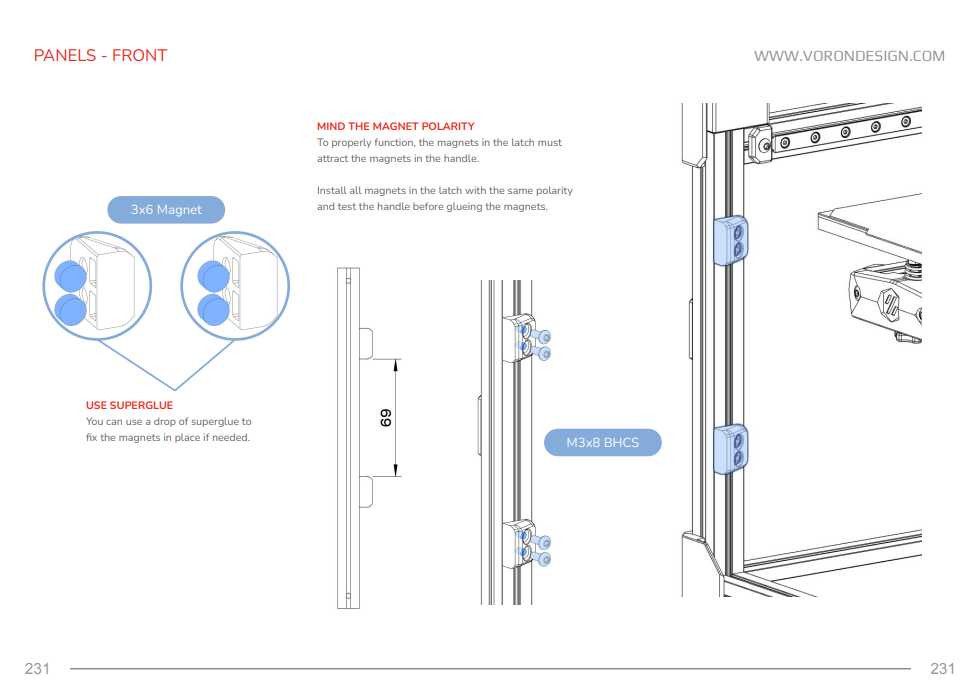 PANELS - FRONT
WWW.VORONDESIGN.COM
MIND THE MAGNET POLARITY
To properly function, the magnets in the latch must
attract the magnets in the handle.
Install all magnets in the latch with the same polarity
and test the handle before glueing the magnets.
3x6 Magnet
USE SUPERGLUE
You can use a drop of superglue to
fix the magnets in place if needed.
69
M3x8 BHCS
231
231